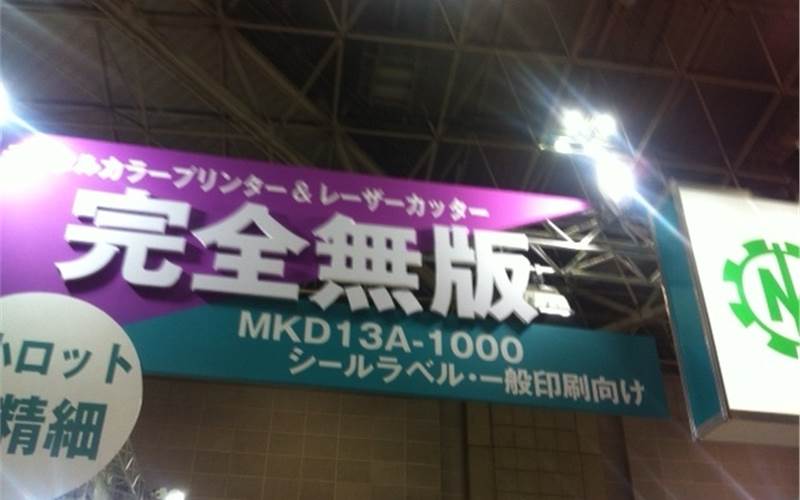 ルカラープリンター&レーザーカッター
完全無版
MKD13A-1000
シールラベル・一般印刷向け
小ロット
精細
N